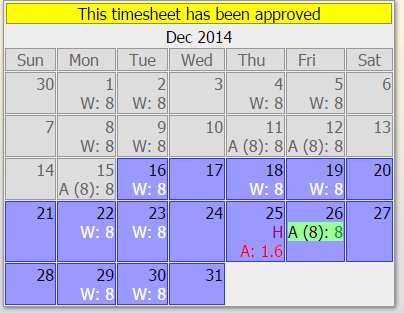 This timesheet has been approved
Dec 2014
Sun Mon Tue Wed Thu Fri Sat
30 1 2 3 4 5 6
W: 8 W: 8 W: 8 W: 8
7 8 9 10 11 12 13
W: 8 W: 8 A (8): 8 A (8): 8
14 15 16 17 18 19 20
A (8): 8 W: 8 W: 8 W: 8
21 22 23 24 25 26 27
W: 8 W: 8 H A (8): 8
A: 1.6
28 29 30 31
W: 8 W: 8